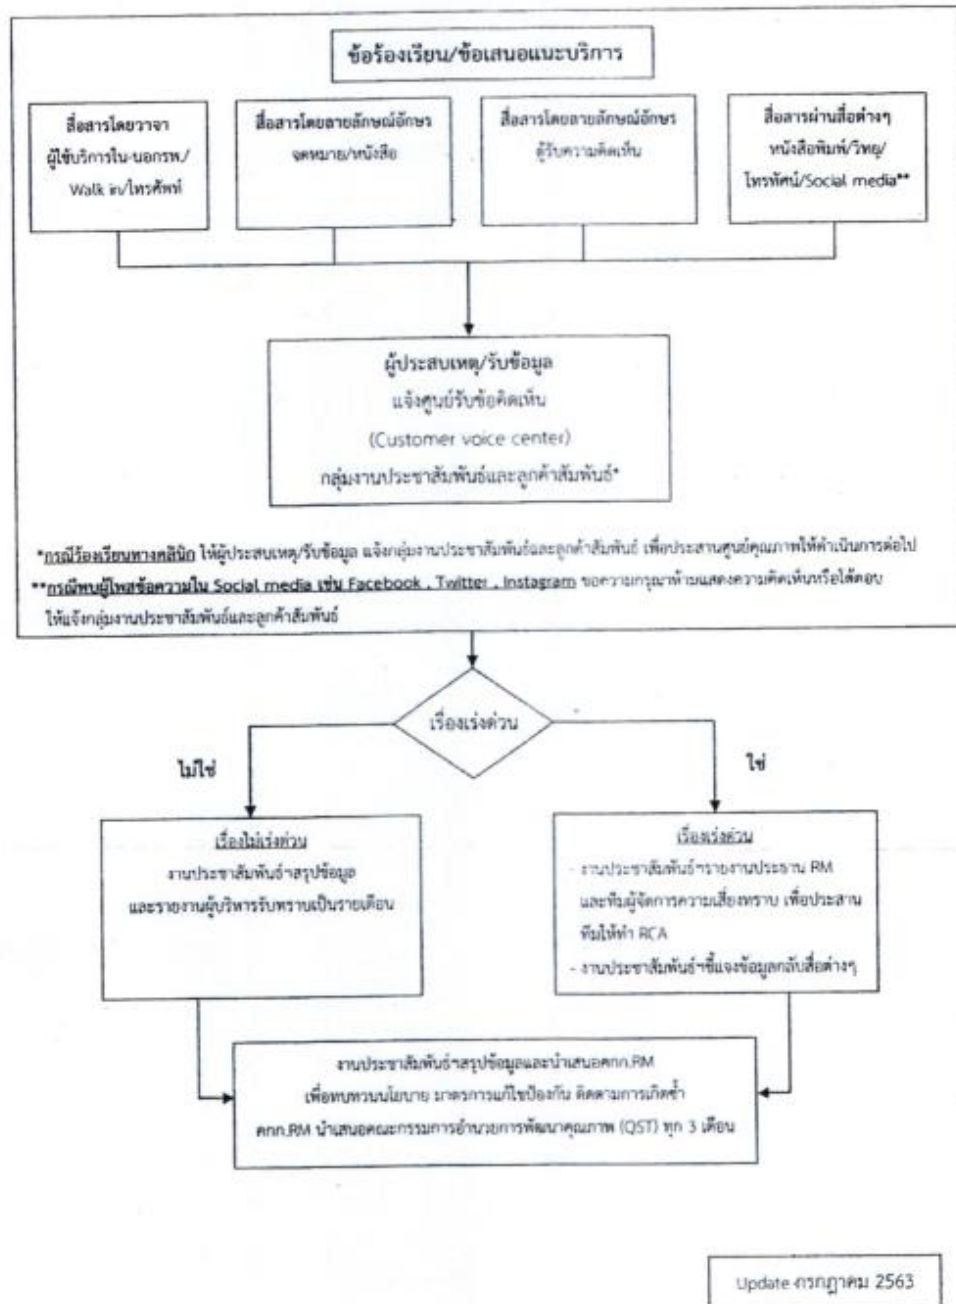 ข้อร้องเรียน/ข้อเสนอแนะบริการ
สื่อสารโดยวาจา
ผู้ใช้บริการใน-นอกรพ./
Walk in/โทรศัพท์
สื่อสารโดยลายลักษณ์อักษร
จดหมาย/หนังสือ
สื่อสารโดยลายลักษณ์อักษร
ตู้รับความคิดเห็น
สื่อสารผ่านสื่อต่างๆ
หนังสือพิมพ์/วิทยุ/
โทรทัศน์/Social media**
ผู้ประสบเหตุ/รับข้อมูล
แจ้งศูนย์รับข้อคิดเห็น
(Customer voice center)
กลุ่มงานประชาสัมพันธ์และลูกค้าสัมพันธ์*
*กรณีร้องเรียนทางคลินิก ให้ผู้ประสบเหตุ/รับข้อมูล แจ้งกลุ่มงานประชาสัมพันธ์และลูกค้าสัมพันธ์ เพื่อประสานศูนย์คุณภาพให้ดำเนินการต่อไป
**กรณีพบผู้โพสข้อความใน Social media เช่น Facebook , Twitter , Instagram ขอความกรุณาห้ามแสดงความคิดเห็นหรือโต้ตอบ
ให้แจ้งกลุ่มงานประชาสัมพันธ์และลูกค้าสัมพันธ์
เรื่องเร่งด่วน
ไม่ใช่
ใช่
เรื่องไม่เร่งด่วน
งานประชาสัมพันธ์ฯสรุปข้อมูล
และรายงานผู้บริหารรับทราบเป็นรายเดือน
เรื่องเร่งด่วน
- งานประชาสัมพันธ์ฯรายงานประธาน RM
และทีมผู้จัดการความเสี่ยงทราบ เพื่อประสาน
ทีมให้ทำ RCA
- งานประชาสัมพันธ์ฯชี้แจงข้อมูลกลับสื่อต่างๆ
งานประชาสัมพันธ์ฯสรุปข้อมูลและนำเสนอคกก.RM
เพื่อทบทวนนโยบาย มาตรการแก้ไขป้องกัน ติดตามการเกิดซ้ำ
คกก.RM นำเสนอคณะกรรมการอำนวยการพัฒนาคุณภาพ (QST) ทุก 3 เดือน
Update กรกฎาคม 2563